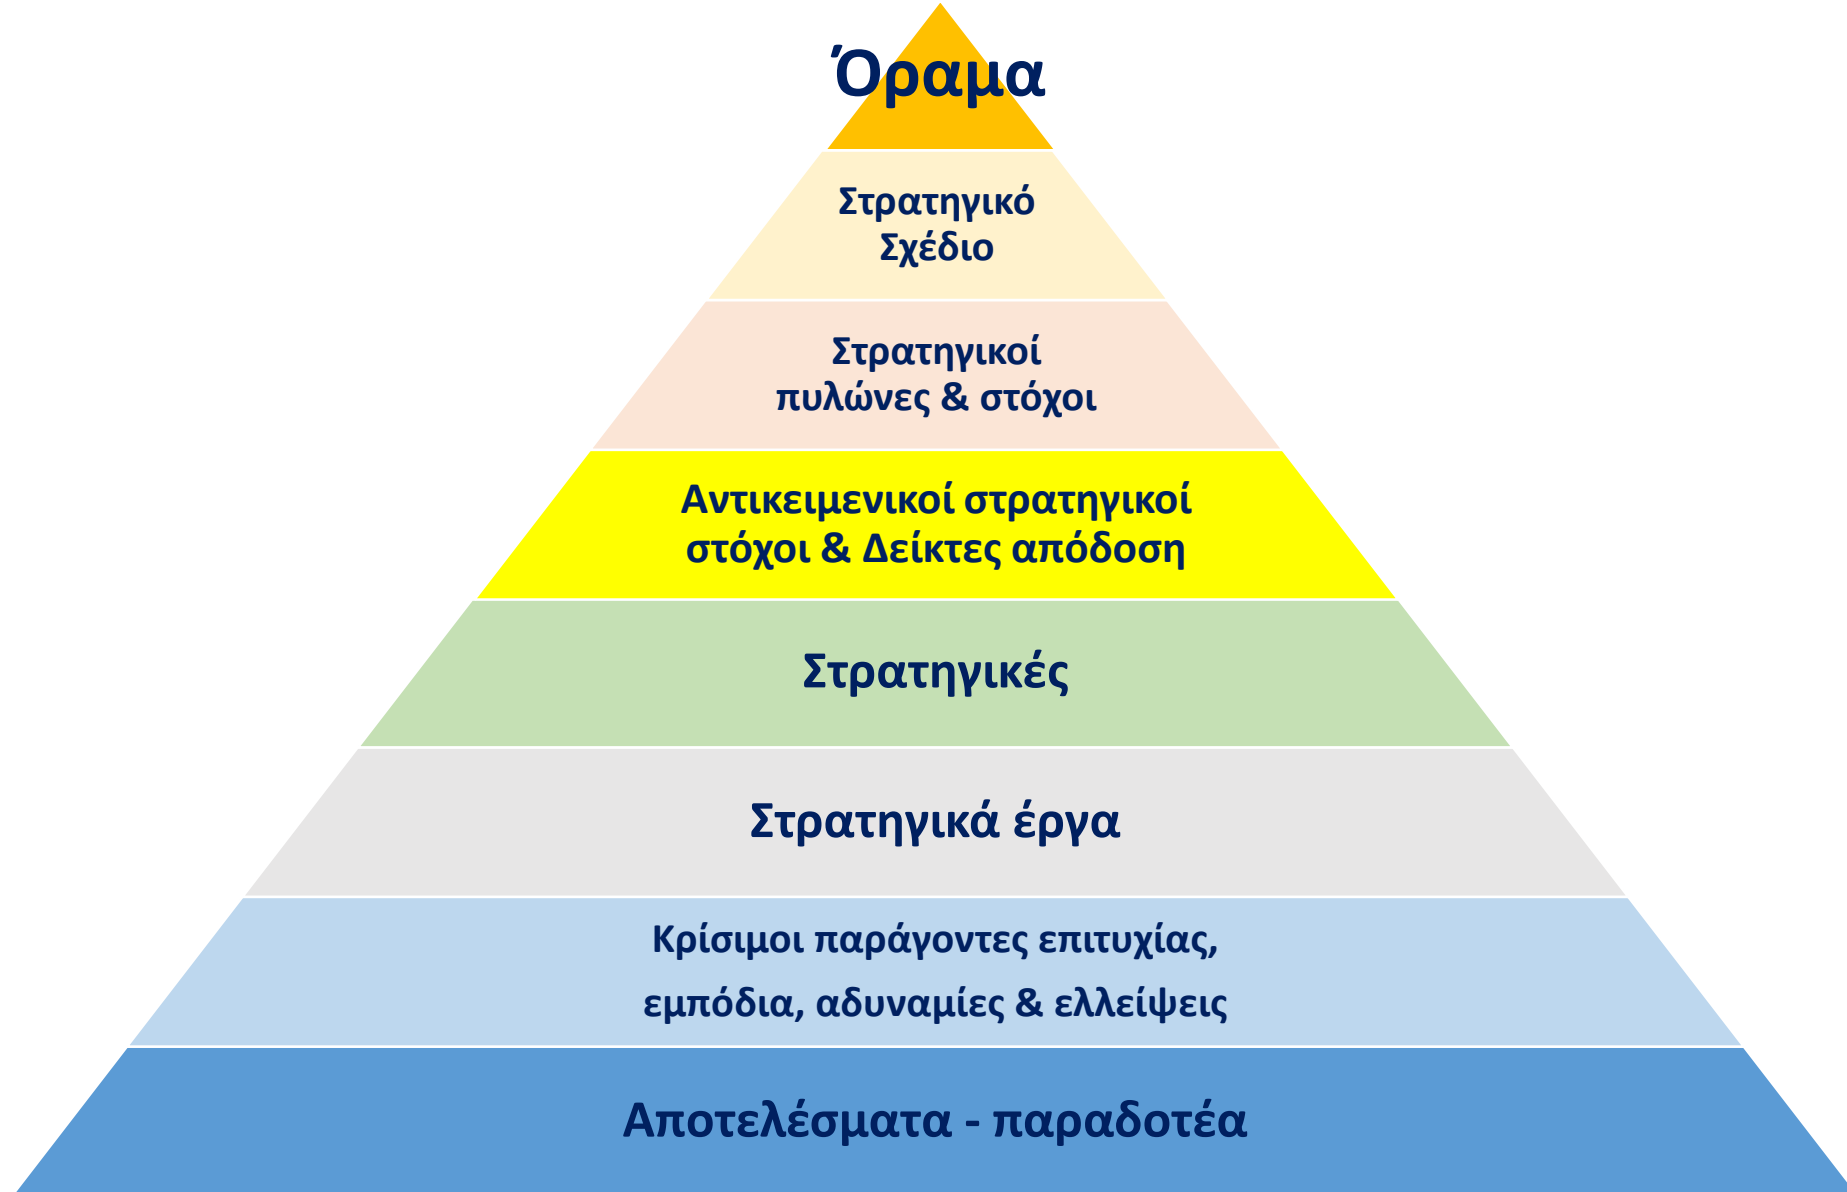 Όραμα
Στρατηγικό
Σχέδιο
Στρατηγικοί
πυλώνες & στόχοι
Αντικειμενικοί στρατηγικοί
στόχοι & Δείκτες απόδοση
Στρατηγικές
Στρατηγικά έργα
Κρίσιμοι παράγοντες επιτυχίας,
εμπόδια, αδυναμίες & ελλείψεις
Αποτελέσματα - παραδοτέα